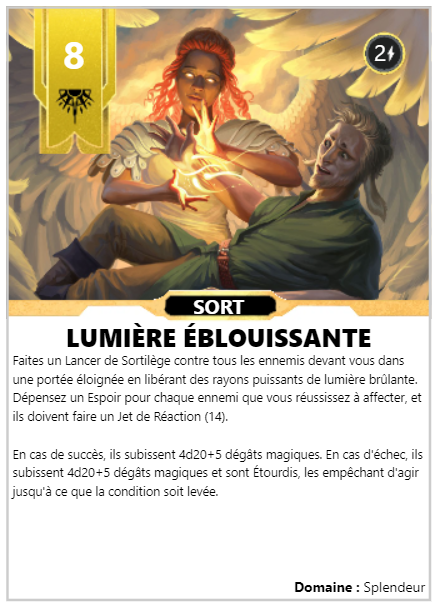 8
2
SORT
LUMIÈRE ÉBLOUISSANTE
Faites un Lancer de Sortilège contre tous les ennemis devant vous dans
une portée éloignée en libérant des rayons puissants de lumière brûlante.
Dépensez un Espoir pour chaque ennemi que vous réussissez à affecter, et
ils doivent faire un Jet de Réaction (14).
En cas de succès, ils subissent 4d20+5 dégâts magiques. En cas d'échec, ils
subissent 4d20+5 dégâts magiques et sont Étourdis, les empêchant d'agir
jusqu'à ce que la condition soit levée.
Domaine : Splendeur